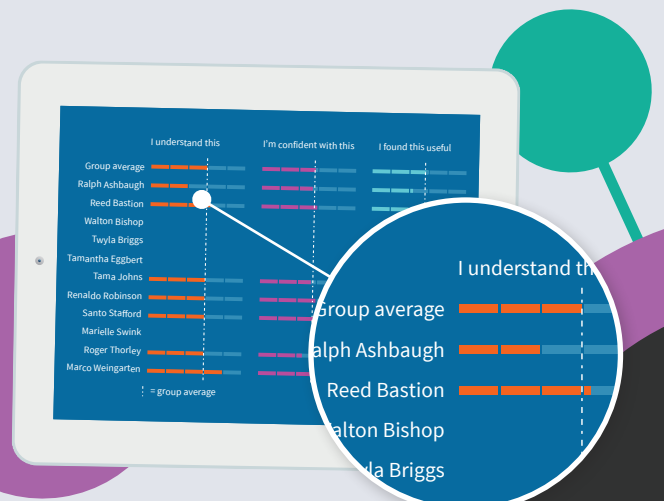 I understand this I'm confident with this I found this useful
Group average
Ralph Ashbaugh
Reed Bastion
Walton Bishop
Twyla Briggs
Tamantha Eggbert
Tama Johns
Renaldo Robinson
Santo Stafford
Marielle Swink
Roger Thorley
Marco Weingarten
= group average
I understand th
Group average
alph Ashbaugh
Reed Bastion
alton Bishop
yla Briggs